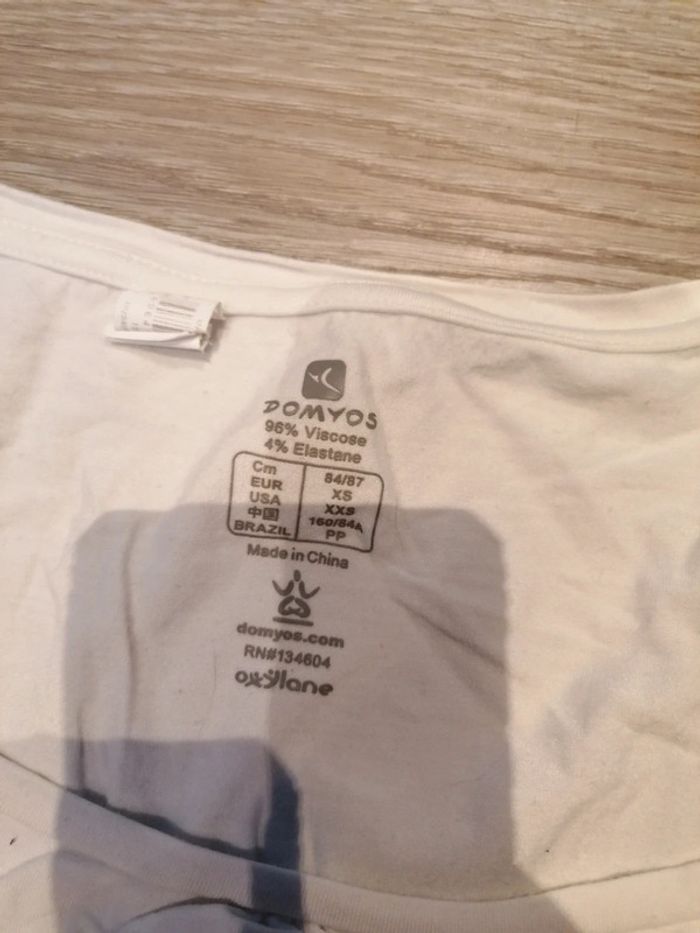 DOMYOS
96% Viscose
4% Elastane
Cm 84/87
EUR XS
USA XXS
中国 160/84A
BRAZIL PP
Made in China
domyos.com
RN#134604
oxylane